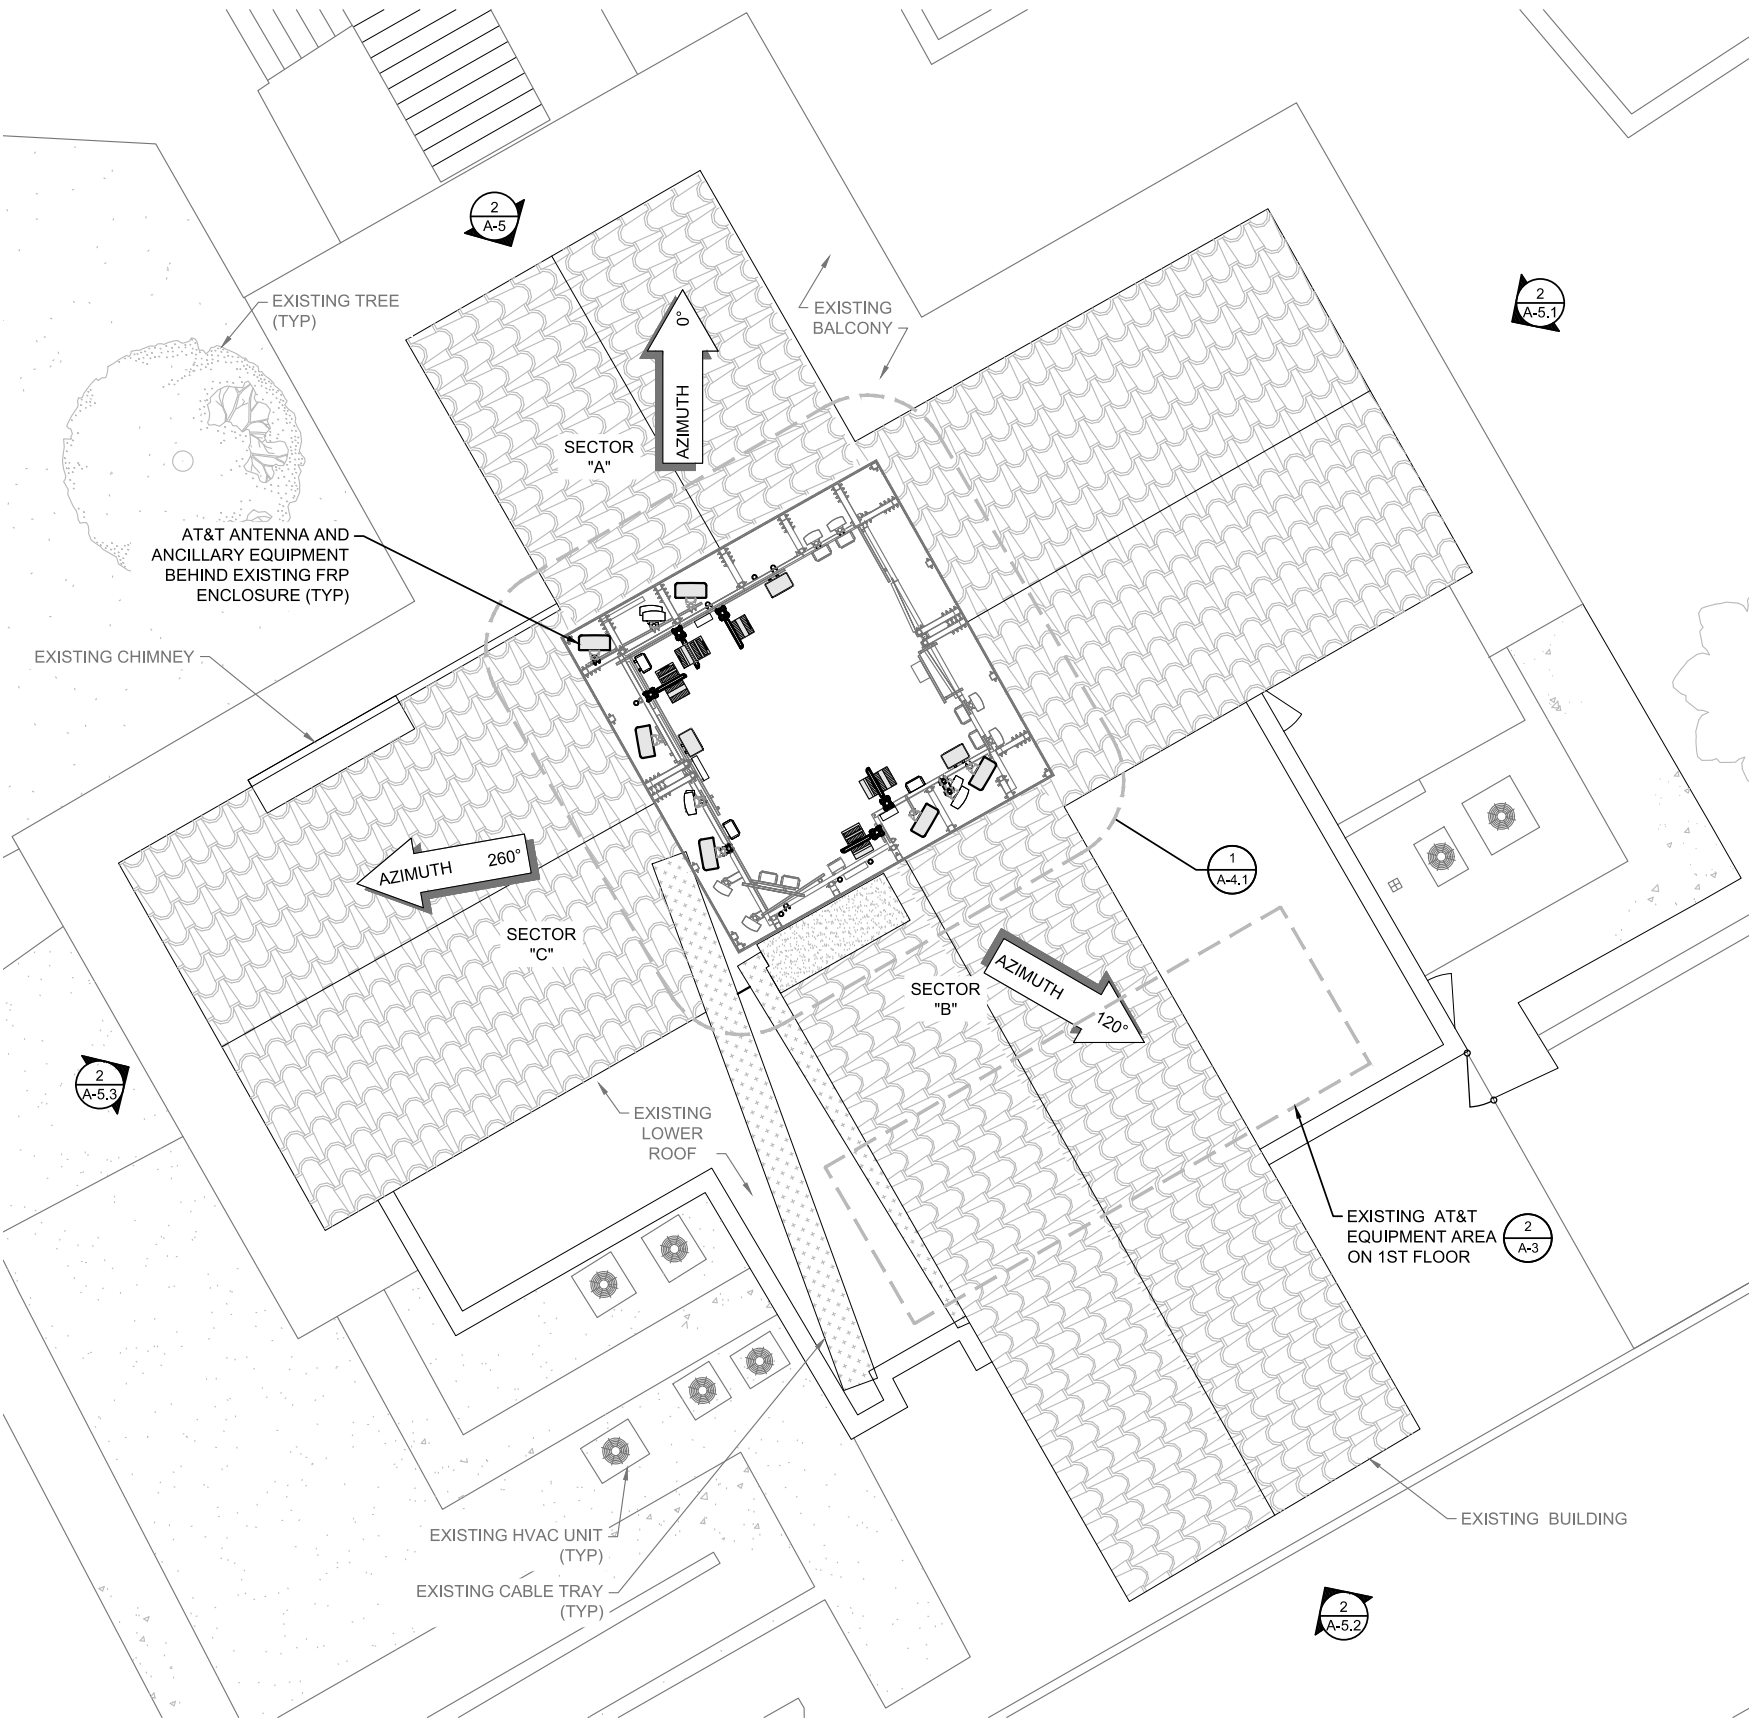 2
A-5
2
A-5.1
EXISTING TREE
(TYP)
EXISTING
BALCONY
0°
AZIMUTH
SECTOR
"A"
AT&T ANTENNA AND
ANCILLARY EQUIPMENT
BEHIND EXISTING FRP
ENCLOSURE (TYP)
EXISTING CHIMNEY
AZIMUTH 260°
1
A-4.1
SECTOR
"C"
SECTOR
"B"
AZIMUTH
120°
2
A-5.3
EXISTING
LOWER
ROOF
EXISTING AT&T
EQUIPMENT AREA
ON 1ST FLOOR
2
A-3
EXISTING HVAC UNIT
(TYP)
EXISTING CABLE TRAY
(TYP)
EXISTING BUILDING
2
A-5.2